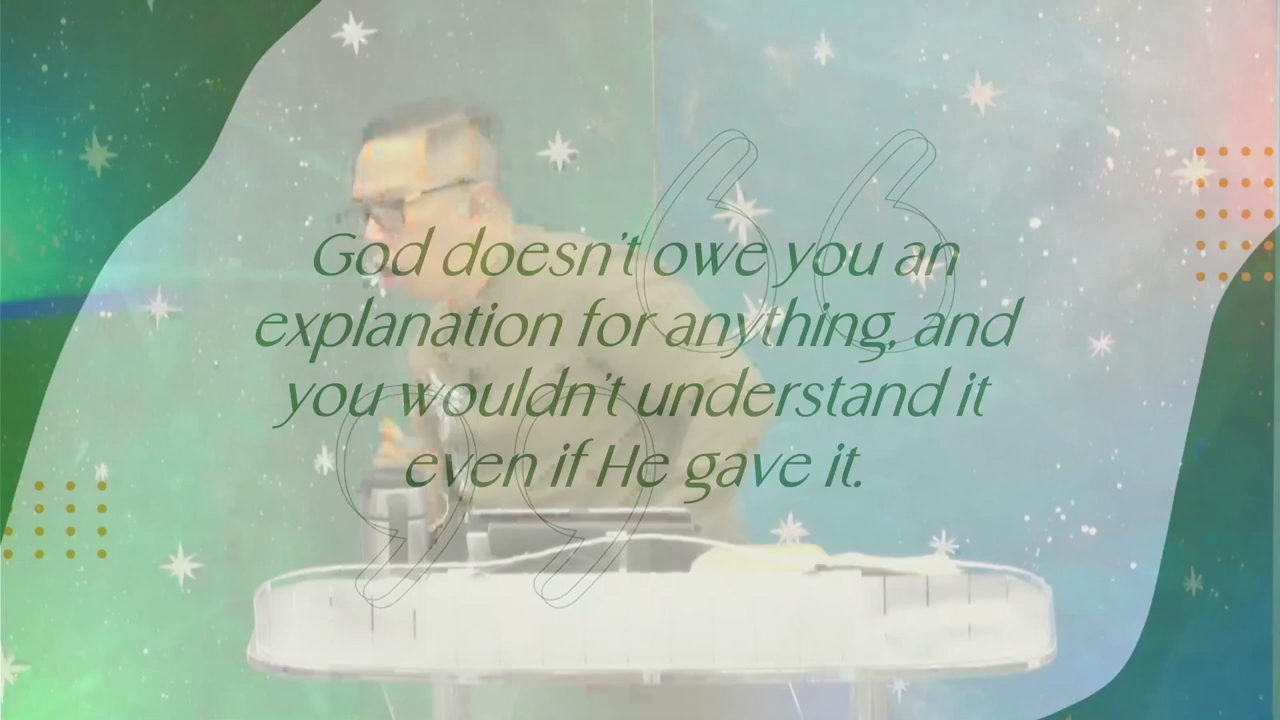 God doesn't owe you an
explanation for anything, and
you wouldn't understand it
even if He gave it.